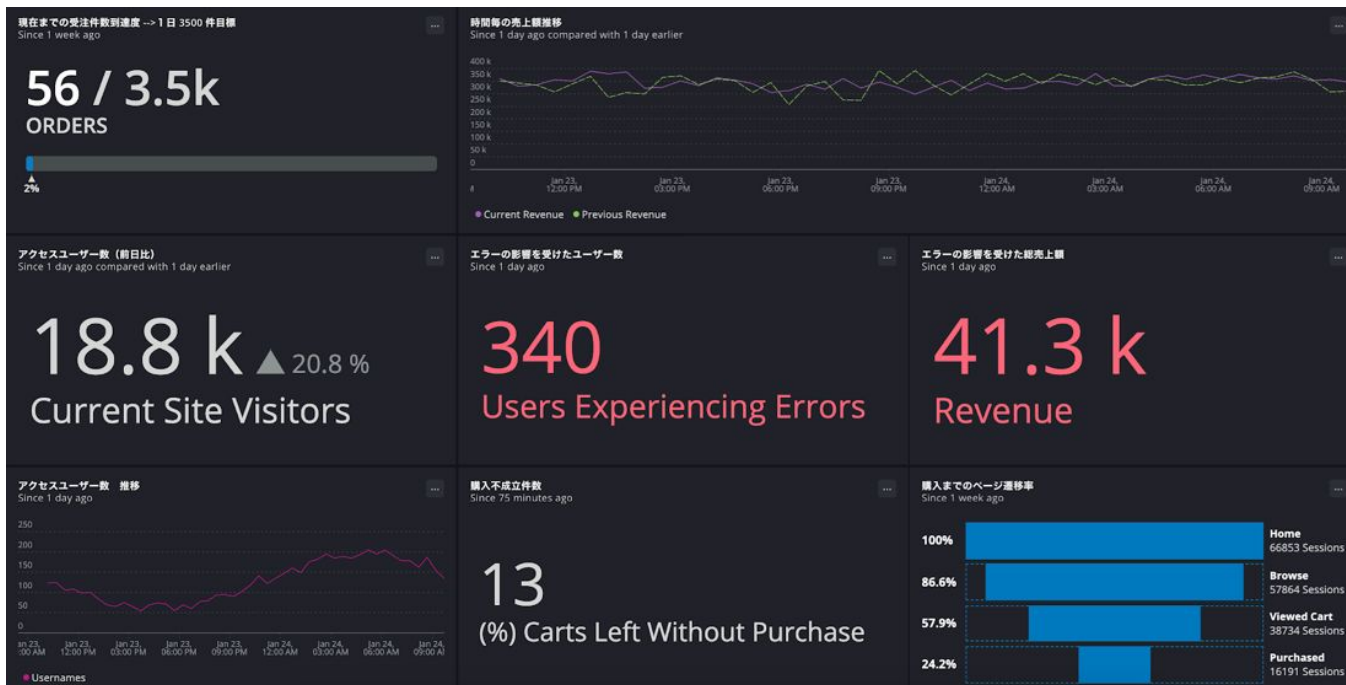 現在までの受注件数到達度 --> 1日 3500 件目標
Since 1 week ago
...
56 / 3.5k
ORDERS
2%
時間毎の売上額推移
Since 1 day ago compared with 1 day earlier
...
400 k
350 k
300 k
250 k
200 k
150 k
100 k
50 k
0
Jan 23,
12:00 PM
Jan 23,
03:00 PM
Jan 23,
06:00 PM
Jan 23,
09:00 PM
Jan 24,
12:00 AM
Jan 24,
03:00 AM
Jan 24,
06:00 AM
Jan 24,
09:00 AM
Current Revenue
Previous Revenue
アクセスユーザー数（前日比）
Since 1 day ago compared with 1 day earlier
...
18.8 k ▲ 20.8 %
Current Site Visitors
エラーの影響を受けたユーザー数
Since 1 day ago
...
340
Users Experiencing Errors
エラーの影響を受けた総売上額
Since 1 day ago
...
41.3 k
Revenue
アクセスユーザー数 推移
Since 1 day ago
...
250
200
150
100
50
0
an 23,
:00 AM
Jan 23,
12:00 PM
Jan 23,
03:00 PM
Jan 23,
06:00 PM
Jan 23,
09:00 PM
Jan 24,
12:00 AM
Jan 24,
03:00 AM
Jan 24,
06:00 AM
Jan 24,
09:00 Al
Usernames
購入不成立件数
Since 75 minutes ago
...
13
(%) Carts Left Without Purchase
購入までのページ遷移率
Since 1 week ago
...
100%
Home
66853 Sessions
86.6%
Browse
57864 Sessions
57.9%
Viewed Cart
38734 Sessions
24.2%
Purchased
16191 Sessions